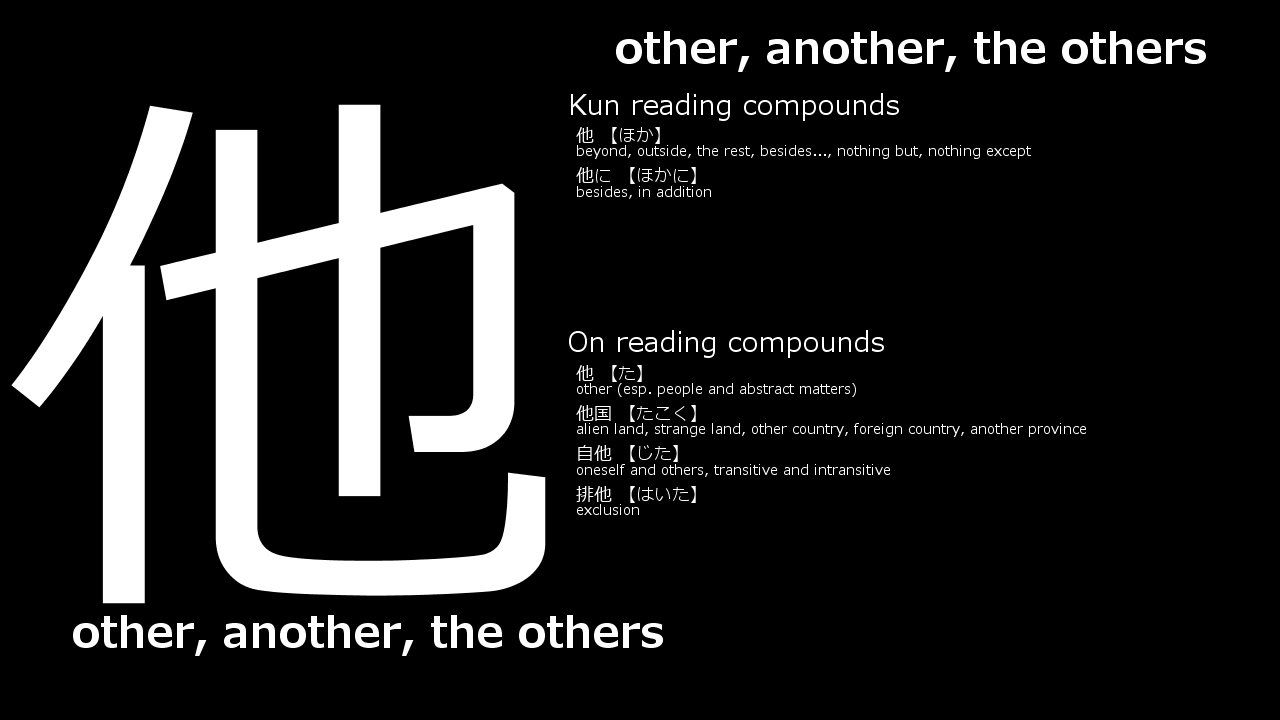 other, another, the others
他
Kun reading compounds
他 【ほか】
beyond, outside, the rest, besides..., nothing but, nothing except
他に 【ほかに】
besides, in addition
On reading compounds
他 【た】
other (esp. people and abstract matters)
他国 【たこく】
alien land, strange land, other country, foreign country, another province
自他 【じた】
oneself and others, transitive and intransitive
排他 【はいた】
exclusion
other, another, the others